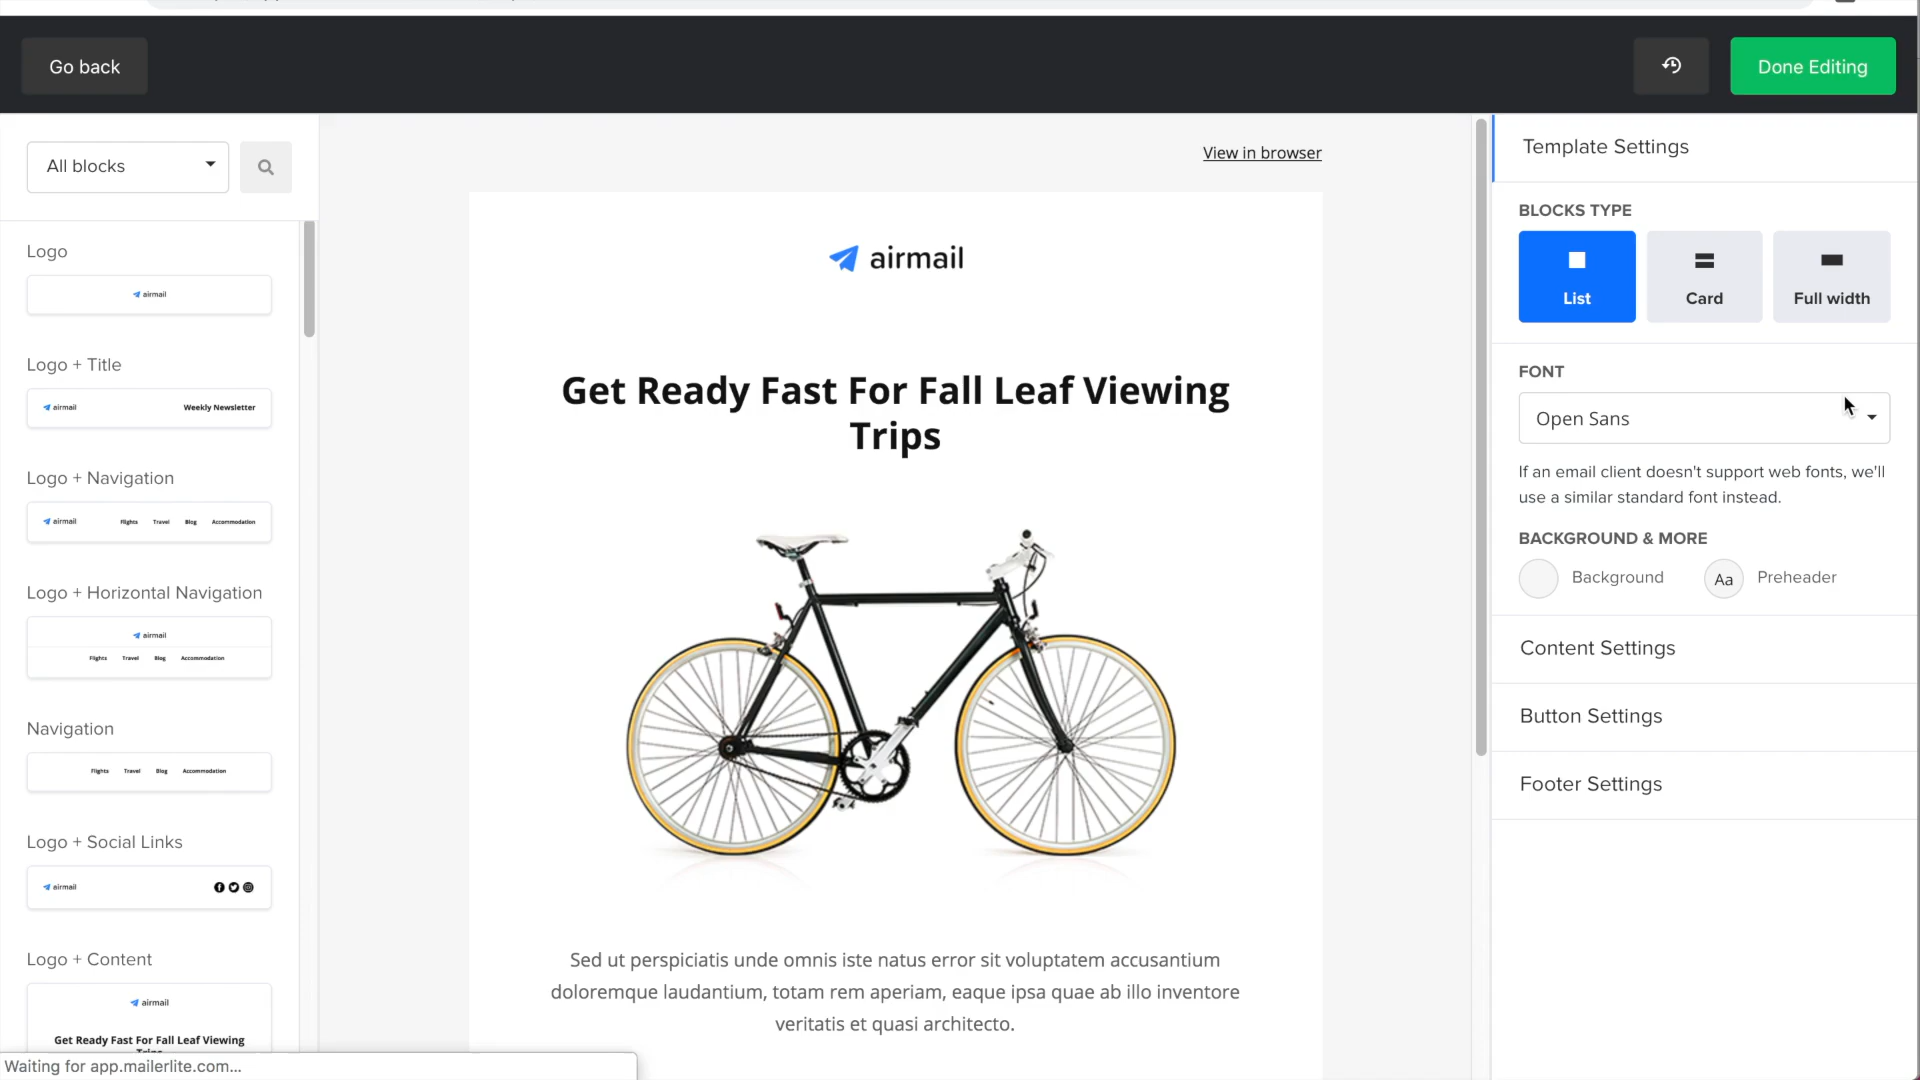 Go back
Done Editing
All blocks
Logo
airmail
Logo + Title
airmail Weekly Newsletter
Logo + Navigation
airmail Flights Travel Blog Accommodation
Logo + Horizontal Navigation
airmail
Flights Travel Blog Accommodation
Navigation
Flights Travel Blog Accommodation
Logo + Social Links
airmail
Logo + Content
airmail
Get Ready Fast For Fall Leaf Viewing
Waiting for app.mailerlite.com...
View in browser
airmail
Get Ready Fast For Fall Leaf Viewing
Trips
Sed ut perspiciatis unde omnis iste natus error sit voluptatem accusantium
doloremque laudantium, totam rem aperiam, eaque ipsa quae ab illo inventore
veritatis et quasi architecto.
Template Settings
BLOCKS TYPE
List Card Full width
FONT
Open Sans
If an email client doesn't support web fonts, we'll
use a similar standard font instead.
BACKGROUND & MORE
Background Aa Preheader
Content Settings
Button Settings
Footer Settings